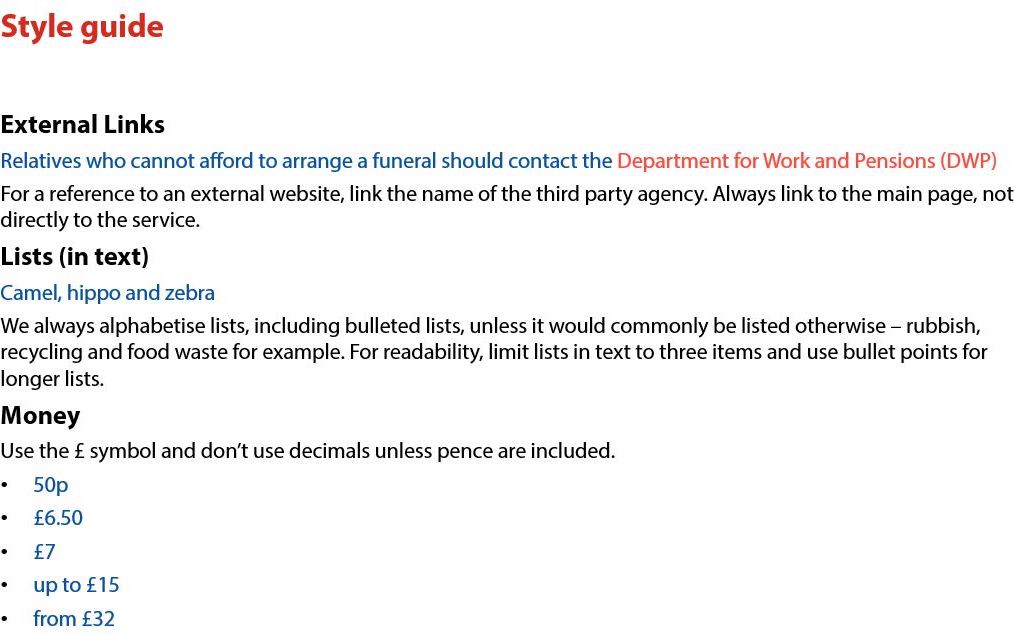 Style guide
External Links
Relatives who cannot afford to arrange a funeral should contact the Department for Work and Pensions (DWP)
For a reference to an external website, link the name of the third party agency. Always link to the main page, not
directly to the service.
Lists (in text)
Camel, hippo and zebra
We always alphabetise lists, including bulleted lists, unless it would commonly be listed otherwise – rubbish,
recycling and food waste for example. For readability, limit lists in text to three items and use bullet points for
longer lists.
Money
Use the £ symbol and don’t use decimals unless pence are included.
• 50p
• £6.50
• £7
• up to £15
• from £32